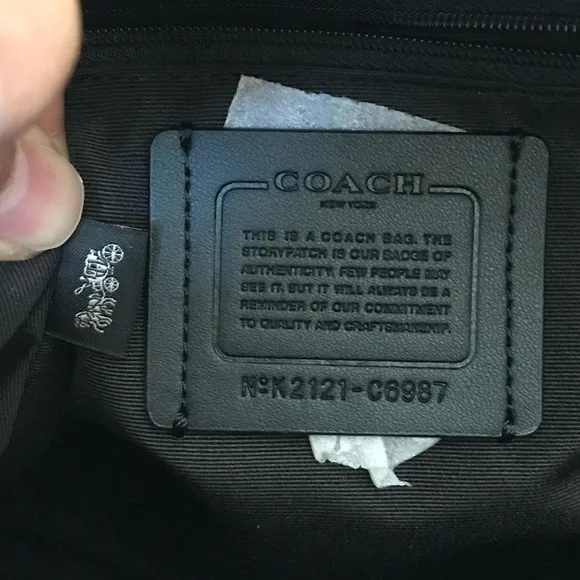 COACH
NEW YORK
THIS IS A COACH BAG. THE
STORYPATCH IS OUR BADGE OF
AUTHENTICITY. FEW PEOPLE MAY
SEE IT. BUT IT WILL ALWAYS BE A
REMINDER OF OUR COMMITMENT
TO QUALITY AND CRAFTSMANSHIP.
NºK2121-C6987